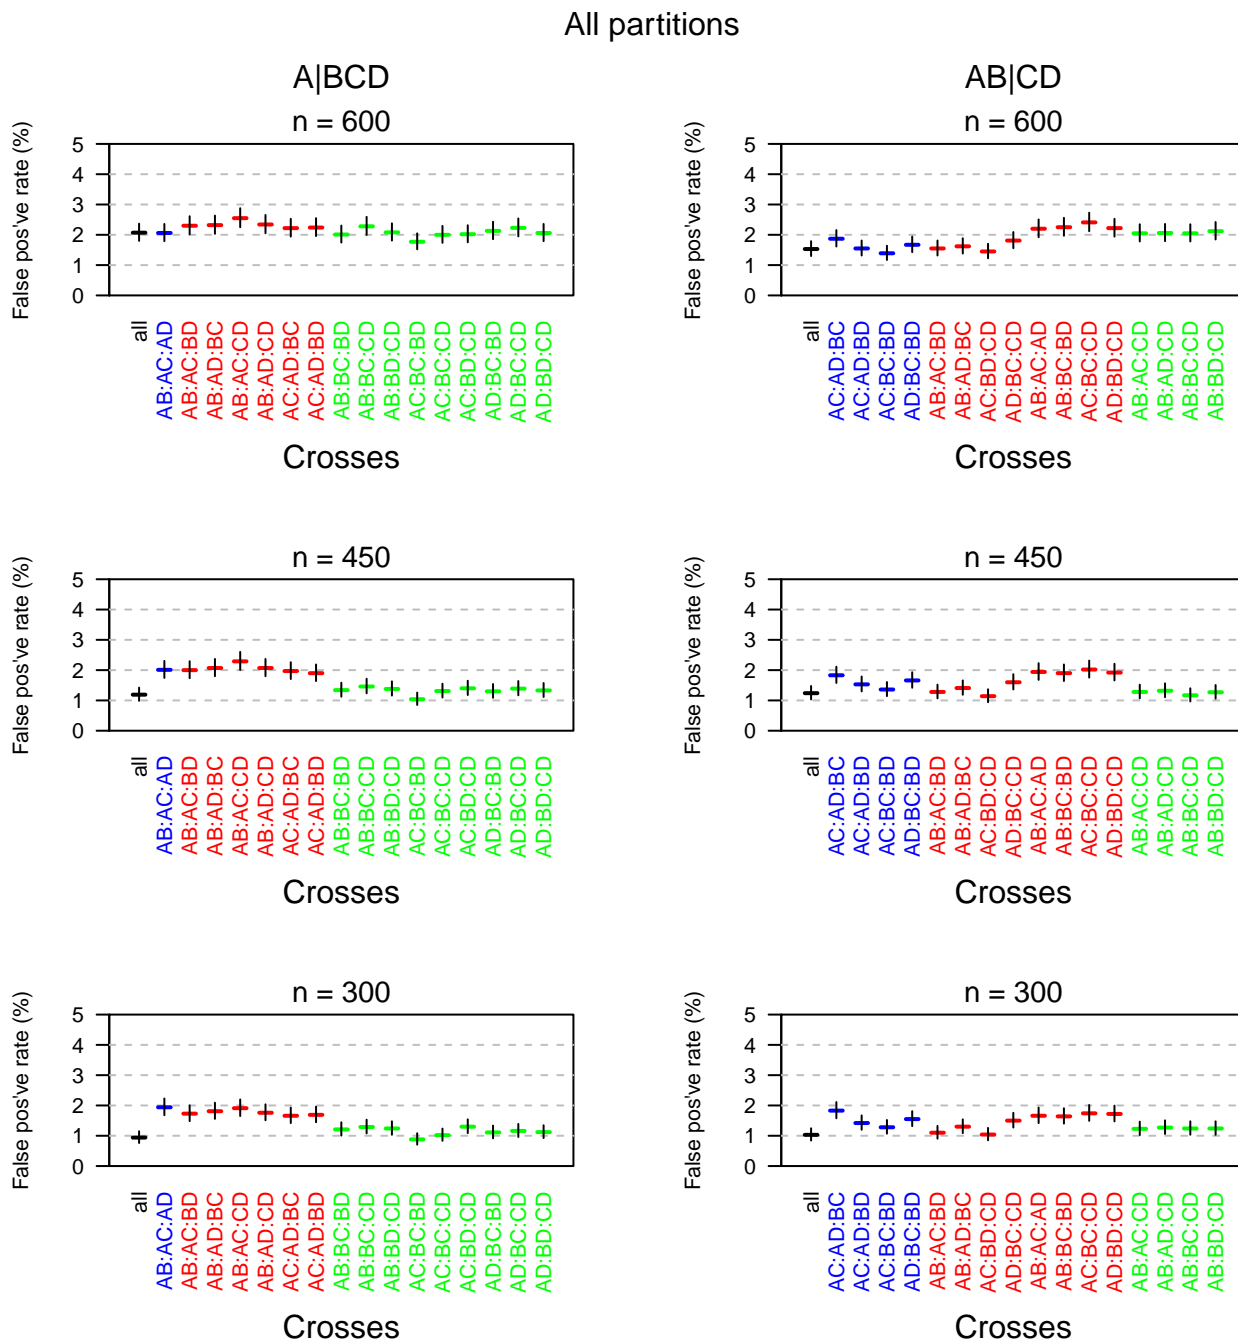 All partitions
A|BCD
n = 600
False pos've rate (%)
5
4
3
2
1
0
all
AB:AC:AD
AB:AC:BD
AB:AD:BC
AB:AC:CD
AB:AD:CD
AC:AD:BC
AC:AD:BD
AB:BC:BD
AB:BC:CD
AB:BD:CD
AC:BC:BD
AC:BC:CD
AC:BD:CD
AD:BC:BD
AD:BC:CD
AD:BD:CD
Crosses
AB|CD
n = 600
False pos've rate (%)
5
4
3
2
1
0
all
AC:AD:BC
AC:AD:BD
AC:BC:BD
AD:BC:BD
AB:AC:BD
AB:AD:BC
AC:BD:CD
AD:BC:CD
AB:AC:AD
AB:BC:BD
AC:BC:CD
AD:BD:CD
AB:AC:CD
AB:AD:CD
AB:BC:CD
AB:BD:CD
Crosses
n = 450
False pos've rate (%)
5
4
3
2
1
0
all
AB:AC:AD
AB:AC:BD
AB:AD:BC
AB:AC:CD
AB:AD:CD
AC:AD:BC
AC:AD:BD
AB:BC:BD
AB:BC:CD
AB:BD:CD
AC:BC:BD
AC:BC:CD
AC:BD:CD
AD:BC:BD
AD:BC:CD
AD:BD:CD
Crosses
n = 450
False pos've rate (%)
5
4
3
2
1
0
all
AC:AD:BC
AC:AD:BD
AC:BC:BD
AD:BC:BD
AB:AC:BD
AB:AD:BC
AC:BD:CD
AD:BC:CD
AB:AC:AD
AB:BC:BD
AC:BC:CD
AD:BD:CD
AB:AC:CD
AB:AD:CD
AB:BC:CD
AB:BD:CD
Crosses
n = 300
False pos've rate (%)
5
4
3
2
1
0
all
AB:AC:AD
AB:AC:BD
AB:AD:BC
AB:AC:CD
AB:AD:CD
AC:AD:BC
AC:AD:BD
AB:BC:BD
AB:BC:CD
AB:BD:CD
AC:BC:BD
AC:BC:CD
AC:BD:CD
AD:BC:BD
AD:BC:CD
AD:BD:CD
Crosses
n = 300
False pos've rate (%)
5
4
3
2
1
0
all
AC:AD:BC
AC:AD:BD
AC:BC:BD
AD:BC:BD
AB:AC:BD
AB:AD:BC
AC:BD:CD
AD:BC:CD
AB:AC:AD
AB:BC:BD
AC:BC:CD
AD:BD:CD
AB:AC:CD
AB:AD:CD
AB:BC:CD
AB:BD:CD
Crosses